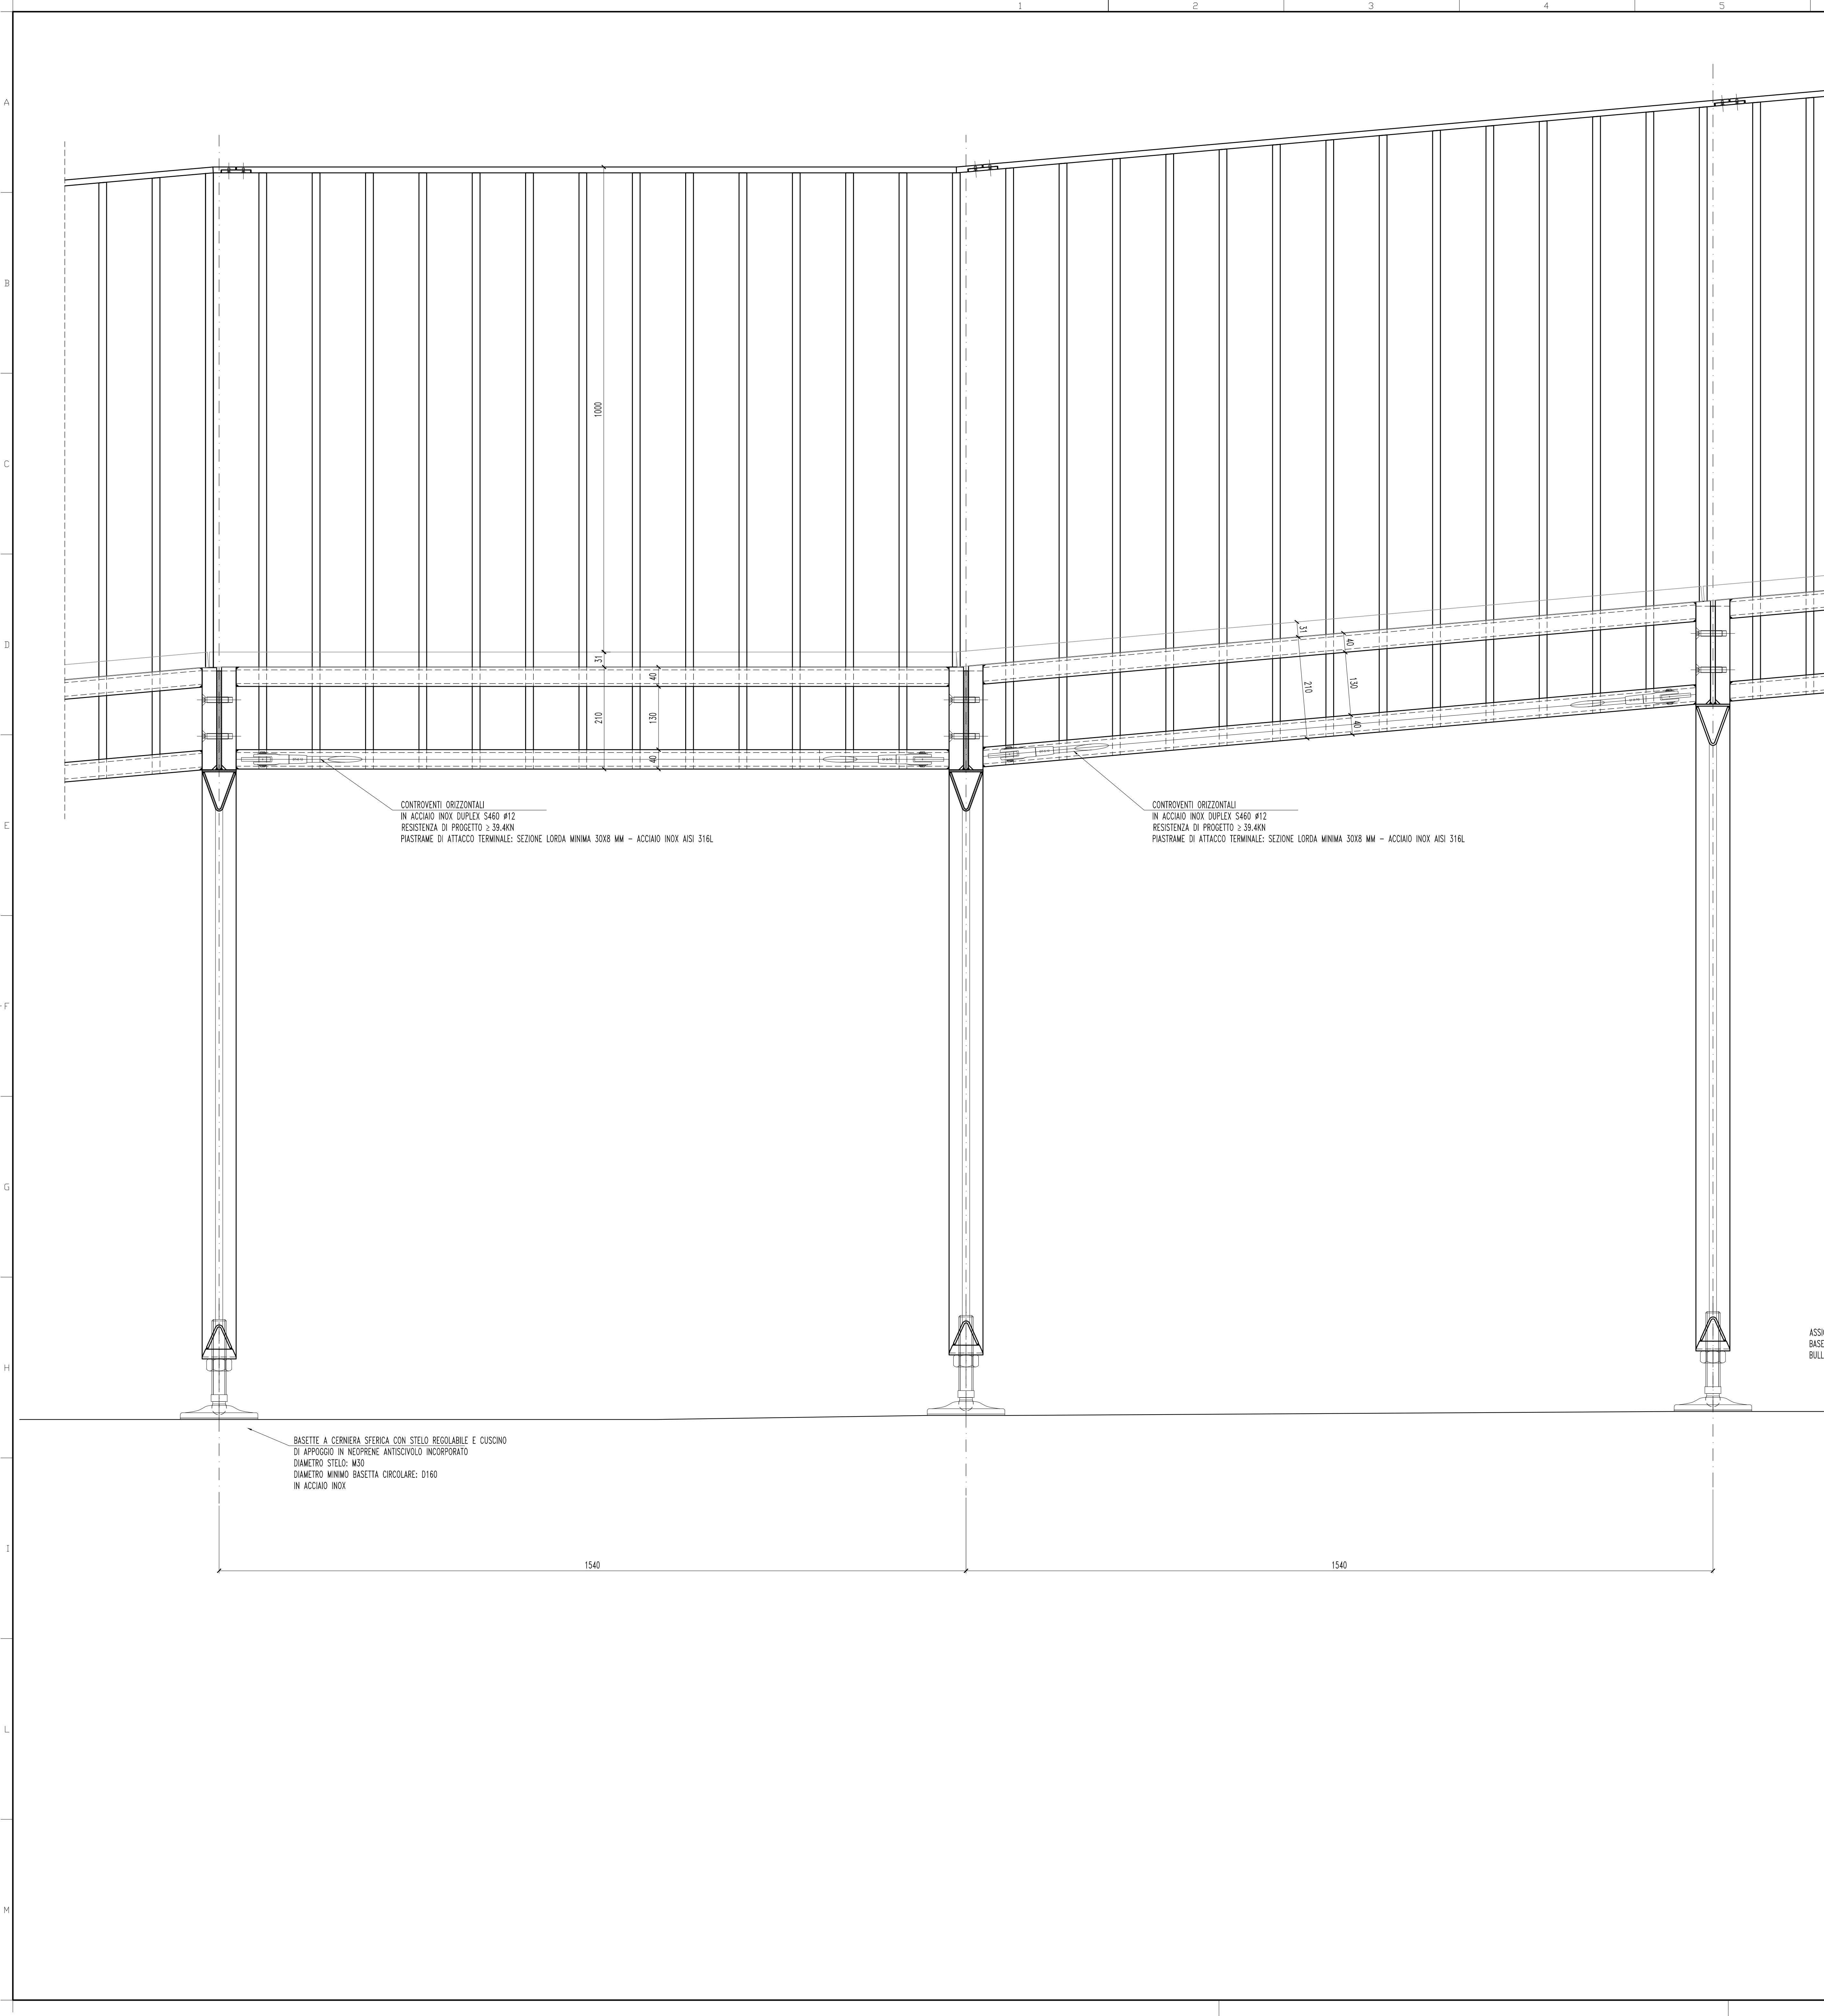 1 2 3 4 5
A
B
C
D
E
F
G
H
I
L
M
1000
31
210
40
130
40
31
210
40
130
40
CONTROVENTI ORIZZONTALI
IN ACCIAIO INOX DUPLEX S460 #12
RESISTENZA DI PROGETTO ≥ 39.4KN
PIASTRAME DI ATTACCO TERMINALE: SEZIONE LORDA MINIMA 30X8 MM – ACCIAIO INOX AISI 316L
CONTROVENTI ORIZZONTALI
IN ACCIAIO INOX DUPLEX S460 #12
RESISTENZA DI PROGETTO ≥ 39.4KN
PIASTRAME DI ATTACCO TERMINALE: SEZIONE LORDA MINIMA 30X8 MM – ACCIAIO INOX AISI 316L
BASE
BULL
BASETTE A CERNIERA SFERICA CON STELO REGOLABILE E CUSCINO
DI APPOGGIO IN NEOPRENE ANTISCIVOLO INCORPORATO
DIAMETRO STELO: M30
DIAMETRO MINIMO BASETTA CIRCOLARE: D160
IN ACCIAIO INOX
1540
1540